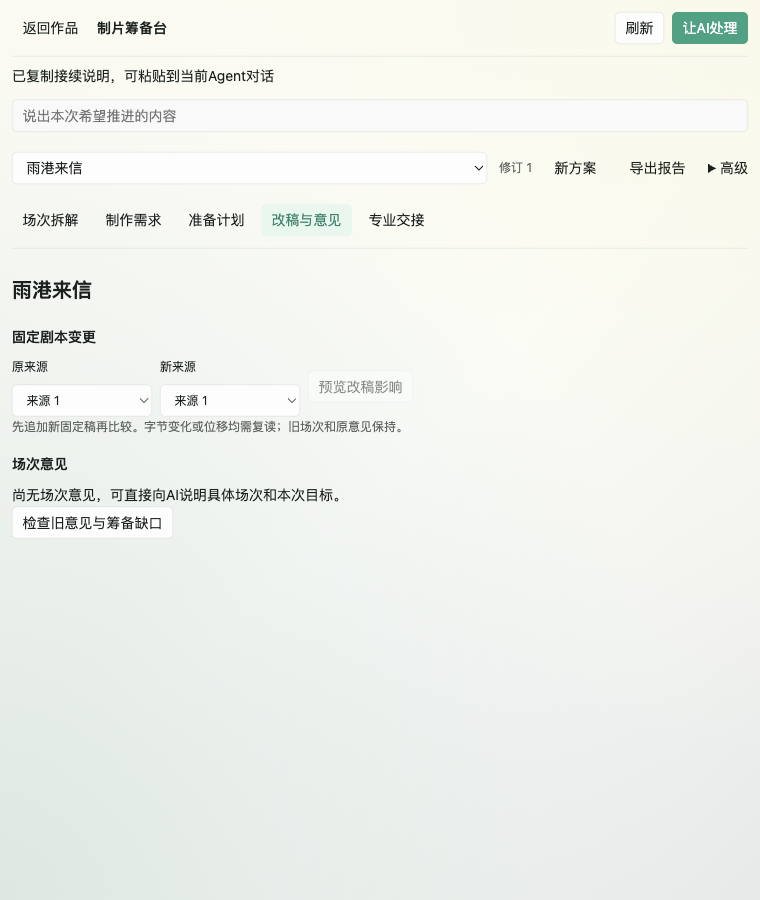 返回作品 制片筹备台 刷新 让AI处理
已复制接续说明，可粘贴到当前Agent对话
说出本次希望推进的内容
雨港来信 修订 1 新方案 导出报告 ▶ 高级
场次拆解 制作需求 准备计划 改稿与意见 专业交接
雨港来信
固定剧本变更
原来源 新来源
来源 1 来源 1 预览改稿影响
先追加新固定稿再比较。字节变化或位移均需复读；旧场次和原意见保持。
场次意见
尚无场次意见，可直接向AI说明具体场次和本次目标。
检查旧意见与筹备缺口